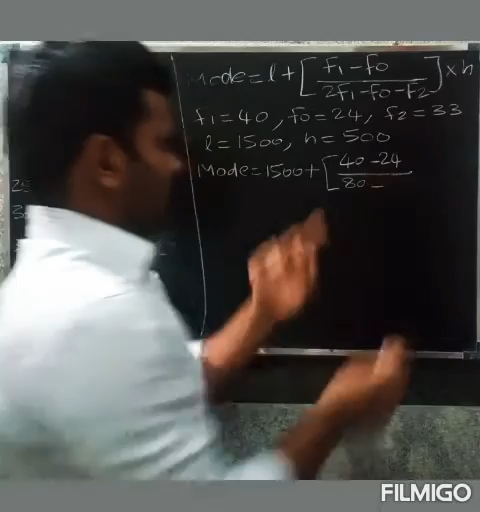 Mode = l + [ f1 - f0 / 2f1 - f0 - f2 ] × h
f1 = 40, f0 = 24, f2 = 33
l = 1500, h = 500
Mode = 1500 + [ 40 - 24 / 80 -
FILMIGO